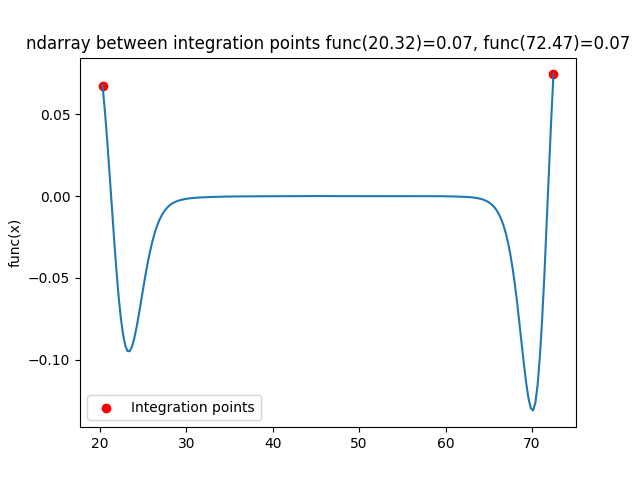 ndarray between integration points func(20.32)=0.07, func(72.47)=0.07
func(x)
0.05
0.00
−0.05
−0.10
Integration points
20 30 40 50 60 70